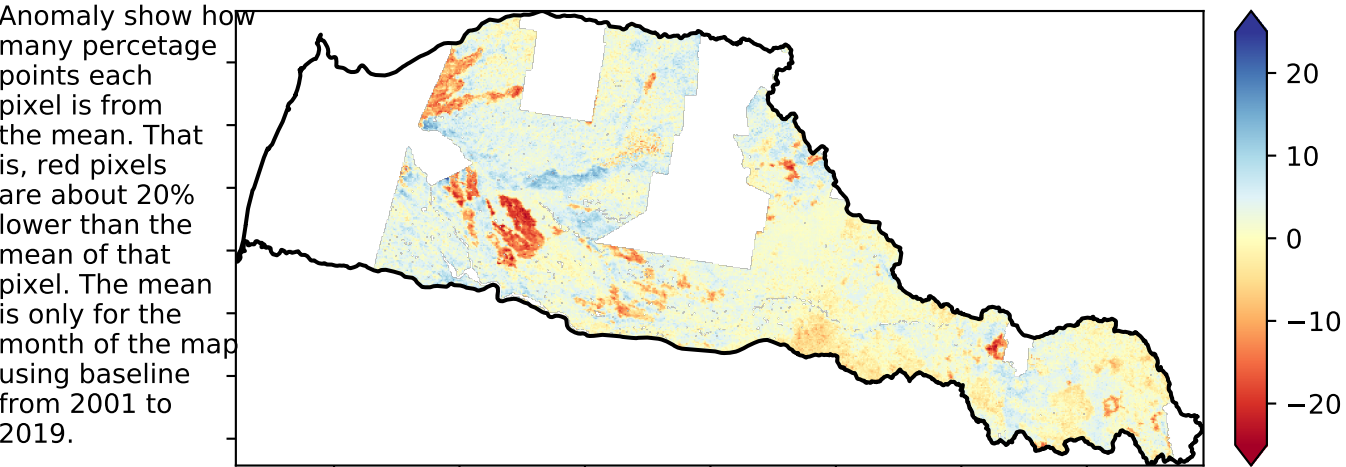 Anomaly show how
many percetage
points each
pixel is from
the mean. That
is, red pixels
are about 20%
lower than the
mean of that
pixel. The mean
is only for the
month of the map
using baseline
from 2001 to
2019.
20
10
0
−10
−20